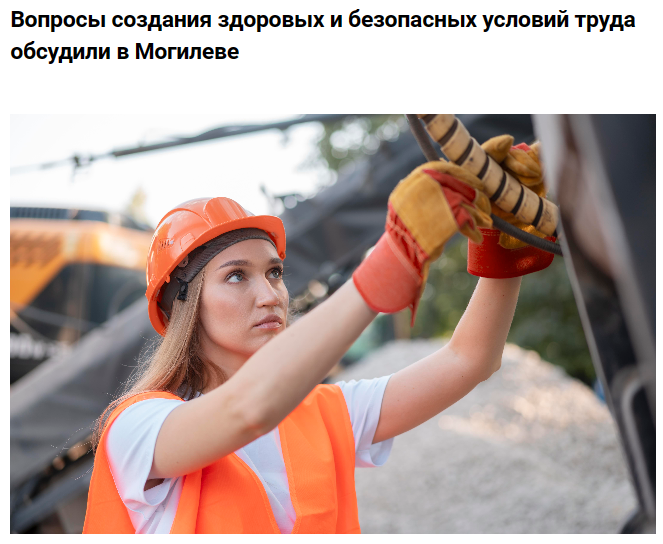 Вопросы создания здоровых и безопасных условий труда
обсудили в Могилеве